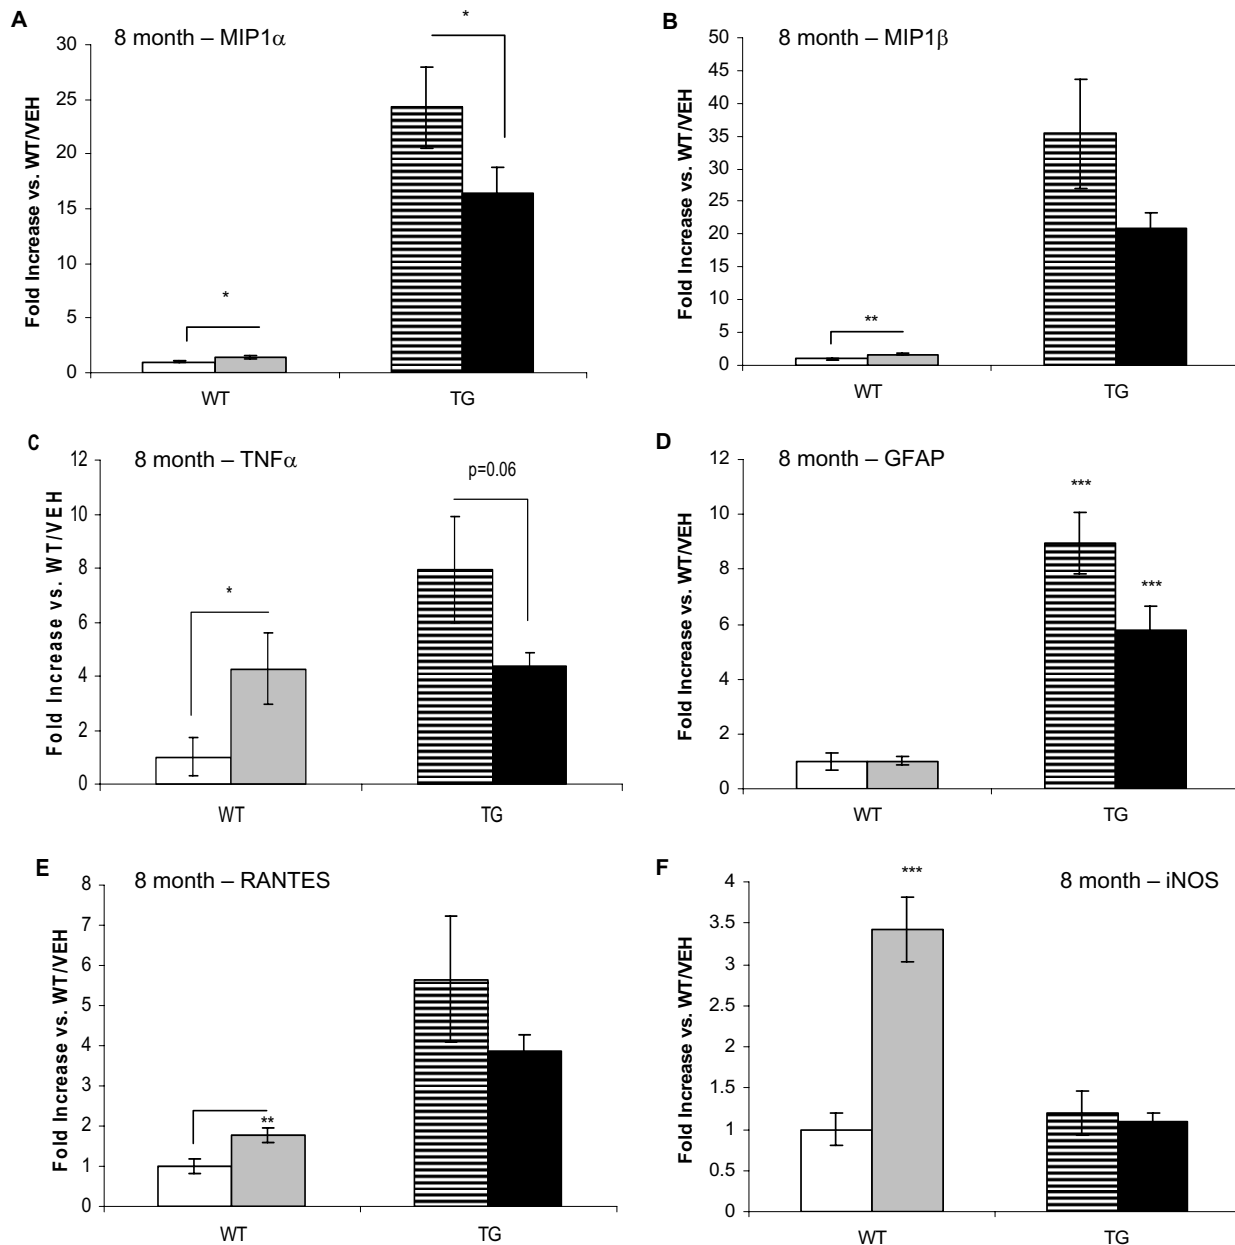 A
8 month – MIP1α
*
Fold Increase vs. WT/VEH
30
25
20
15
10
5
0
*
WT
TG
B
8 month – MIP1β
Fold Increase vs. WT/VEH
50
45
40
35
30
25
20
15
10
5
0
**
WT
TG
C
8 month – TNFα
Fold Increase vs. WT/VEH
12
10
8
6
4
2
0
*
p=0.06
WT
TG
D
8 month – GFAP
Fold Increase vs. WT/VEH
12
10
8
6
4
2
0
***
***
WT
TG
E
8 month – RANTES
Fold Increase vs. WT/VEH
8
7
6
5
4
3
2
1
0
**
WT
TG
F
8 month – iNOS
Fold Increase vs. WT/VEH
4
3.5
3
2.5
2
1.5
1
0.5
0
***
WT
TG